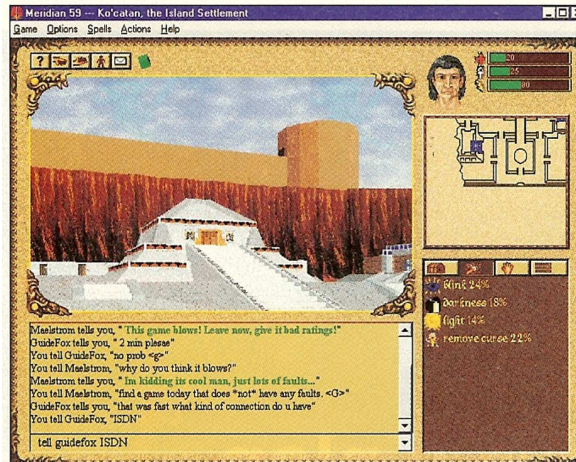 Meridian 59 --- Ko'catan, the Island Settlement
Game Options Spells Actions Help
?
20
25
80
blink 24%
darkness 18%
light 14%
remove curse 22%
Maelstrom tells you, " This game blows! Leave now, give it bad ratings!"
GuideFox tells you, " 2 min plesae"
You tell GuideFox, "no prob <g>"
You tell Maelstrom, "why do you think it blows?"
Maelstrom tells you, " Im kidding its cool man, just lots of faults..."
You tell Maelstrom, "find a game today that does *not* have any faults. <G>"
GuideFox tells you, "that was fast what kind of connection do u have"
You tell GuideFox, "ISDN"
tell guidefox ISDN